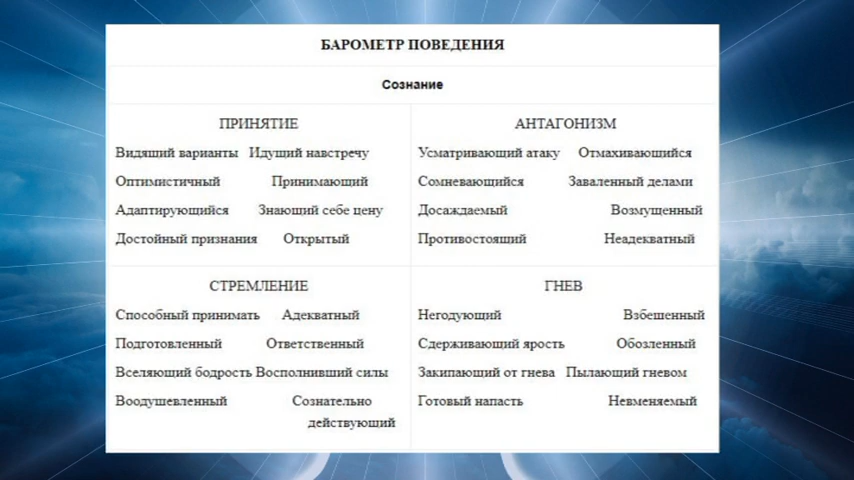 БАРОМЕТР ПОВЕДЕНИЯ
Сознание
ПРИНЯТИЕ
Видящий варианты Идущий навстречу
Оптимистичный Принимающий
Адаптирующийся Знающий себе цену
Достойный признания Открытый
АНТАГОНИЗМ
Усматривающий атаку Отмахивающийся
Сомневающийся Заваленный делами
Досаждаемый Возмущенный
Противостоящий Неадекватный
СТРЕМЛЕНИЕ
Способный принимать Адекватный
Подготовленный Ответственный
Вселяющий бодрость Восполнивший силы
Воодушевленный Сознательно
действующий
ГНЕВ
Негодующий Взбешенный
Сдерживающий ярость Обозленный
Закипающий от гнева Пылающий гневом
Готовый напасть Невменяемый